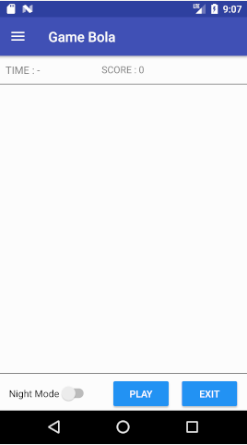 9:07
Game Bola
TIME : - SCORE : 0
Night Mode PLAY EXIT